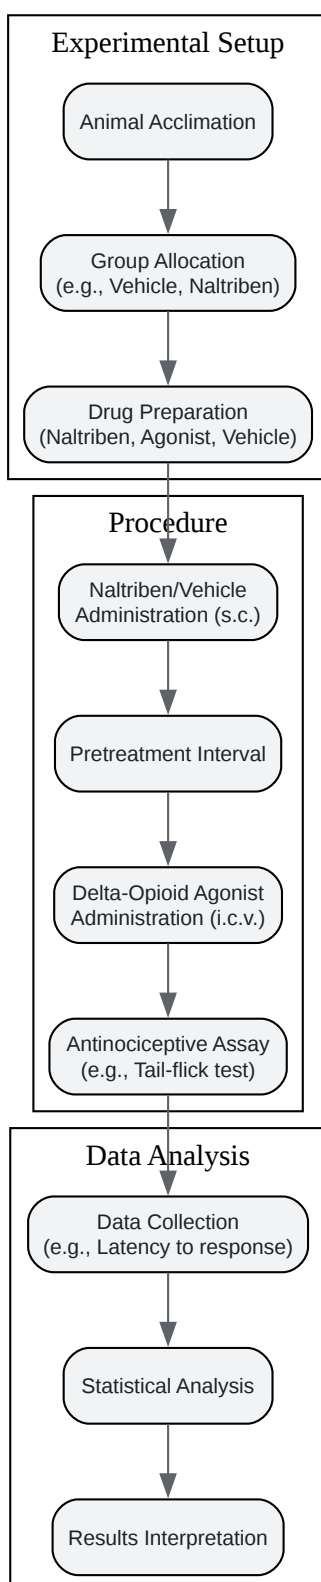 Experimental Setup
Animal Acclimation
Group Allocation
(e.g., Vehicle, Naltriben)
Drug Preparation
(Naltriben, Agonist, Vehicle)
Procedure
Naltriben/Vehicle
Administration (s.c.)
Pretreatment Interval
Delta-Opioid Agonist
Administration (i.c.v.)
Antinociceptive Assay
(e.g., Tail-flick test)
Data Analysis
Data Collection
(e.g., Latency to response)
Statistical Analysis
Results Interpretation